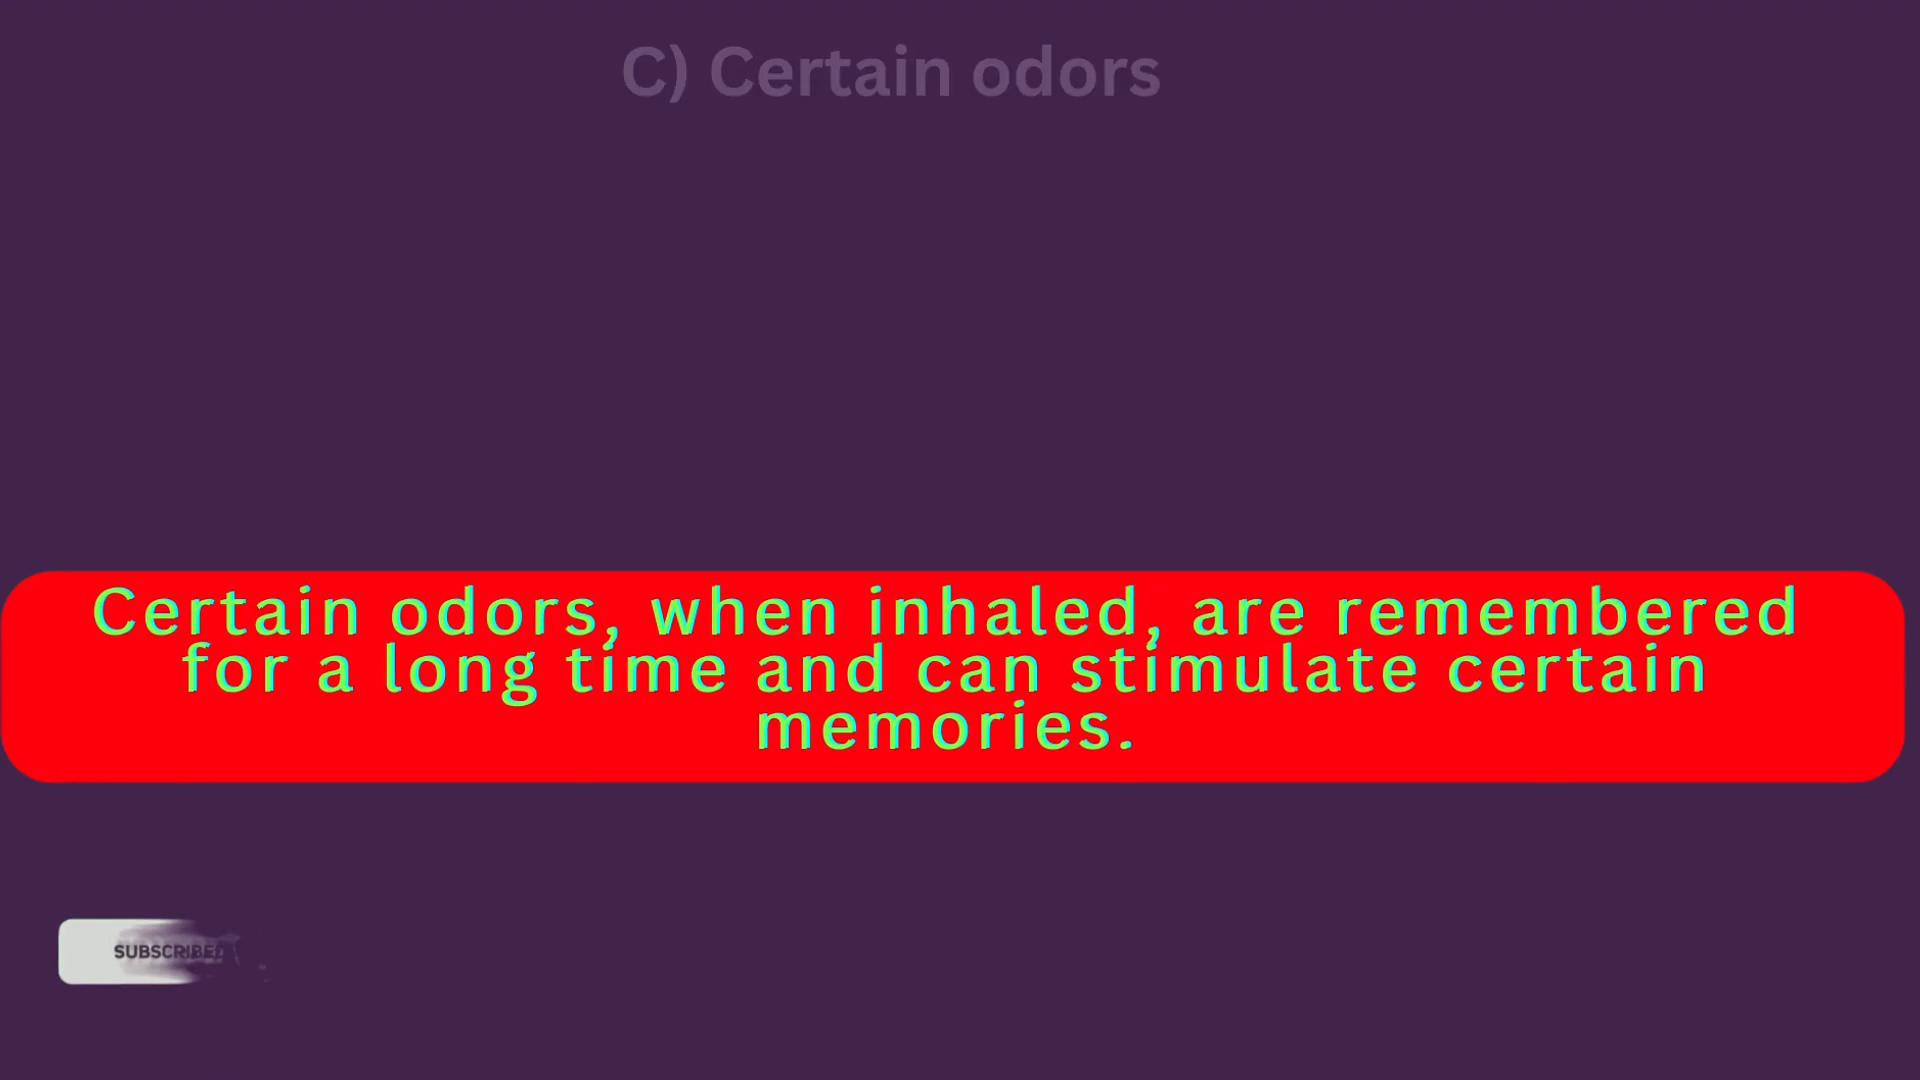 C) Certain odors
Certain odors, when inhaled, are remembered
for a long time and can stimulate certain
memories.
SUBSCRIBED